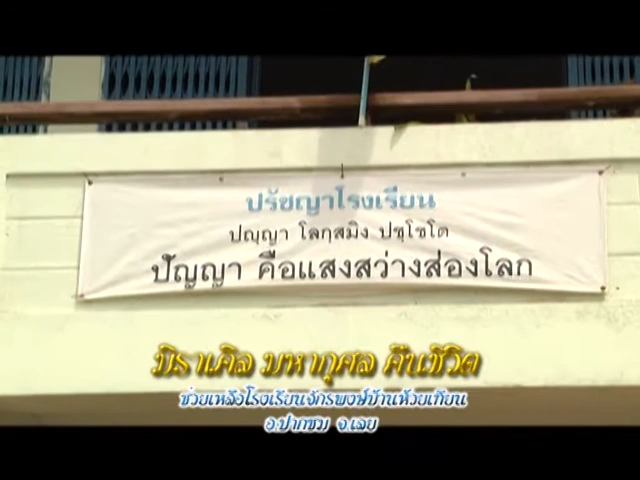 ปรัชญาโรงเรียน
ปญฺญา โลกสฺมิง ปชฺโชโต
ปัญญา คือแสงสว่างส่องโลก
มิราเคิล มหากุศล คืนชีวิต
ช่วยเหลือโรงเรียนจักรพงษ์บ้านห้วยเทียน
อ.ปากชม จ.เลย